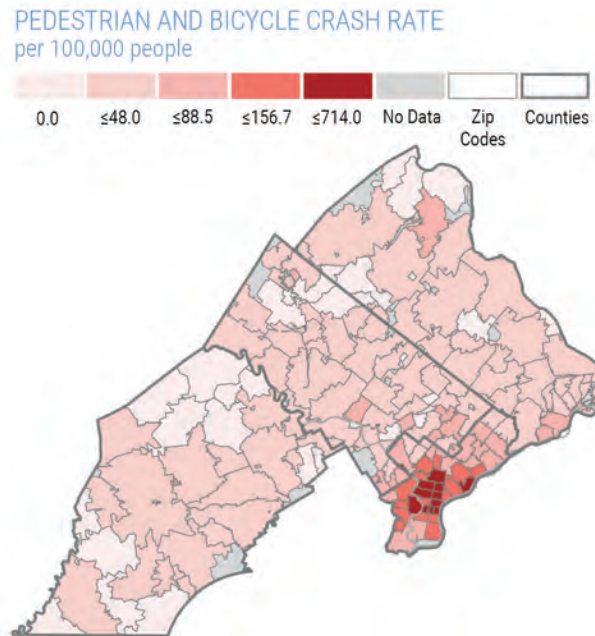 PEDESTRIAN AND BICYCLE CRASH RATE
per 100,000 people
0.0 ≤48.0 ≤88.5 ≤156.7 ≤714.0 No Data Zip Codes Counties